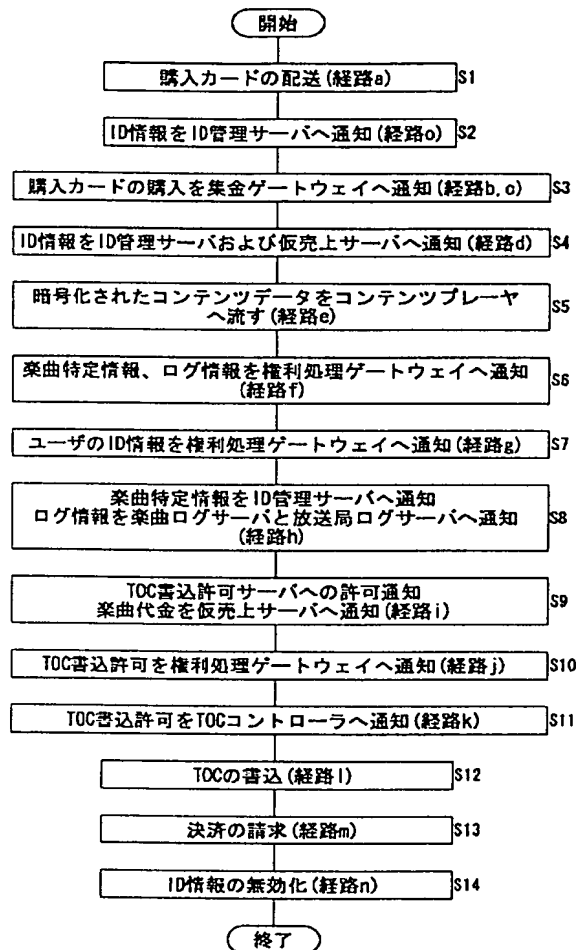 開始
購入カードの配送(経路a) S1
ID情報をID管理サーバへ通知(経路o) S2
購入カードの購入を集金ゲートウェイへ通知(経路b,c) S3
ID情報をID管理サーバおよび仮売上サーバへ通知(経路d) S4
暗号化されたコンテンツデータをコンテンツプレーヤ
へ流す(経路e) S5
楽曲特定情報、ログ情報を権利処理ゲートウェイへ通知
(経路f) S6
ユーザのID情報を権利処理ゲートウェイへ通知(経路g) S7
楽曲特定情報をID管理サーバへ通知
ログ情報を楽曲ログサーバと放送局ログサーバへ通知
(経路h) S8
TOC書込許可サーバへの許可通知
楽曲代金を仮売上サーバへ通知(経路i) S9
TOC書込許可を権利処理ゲートウェイへ通知(経路j) S10
TOC書込許可をTOCコントローラへ通知(経路k) S11
TOCの書込(経路l) S12
決済の請求(経路m) S13
ID情報の無効化(経路n) S14
終了